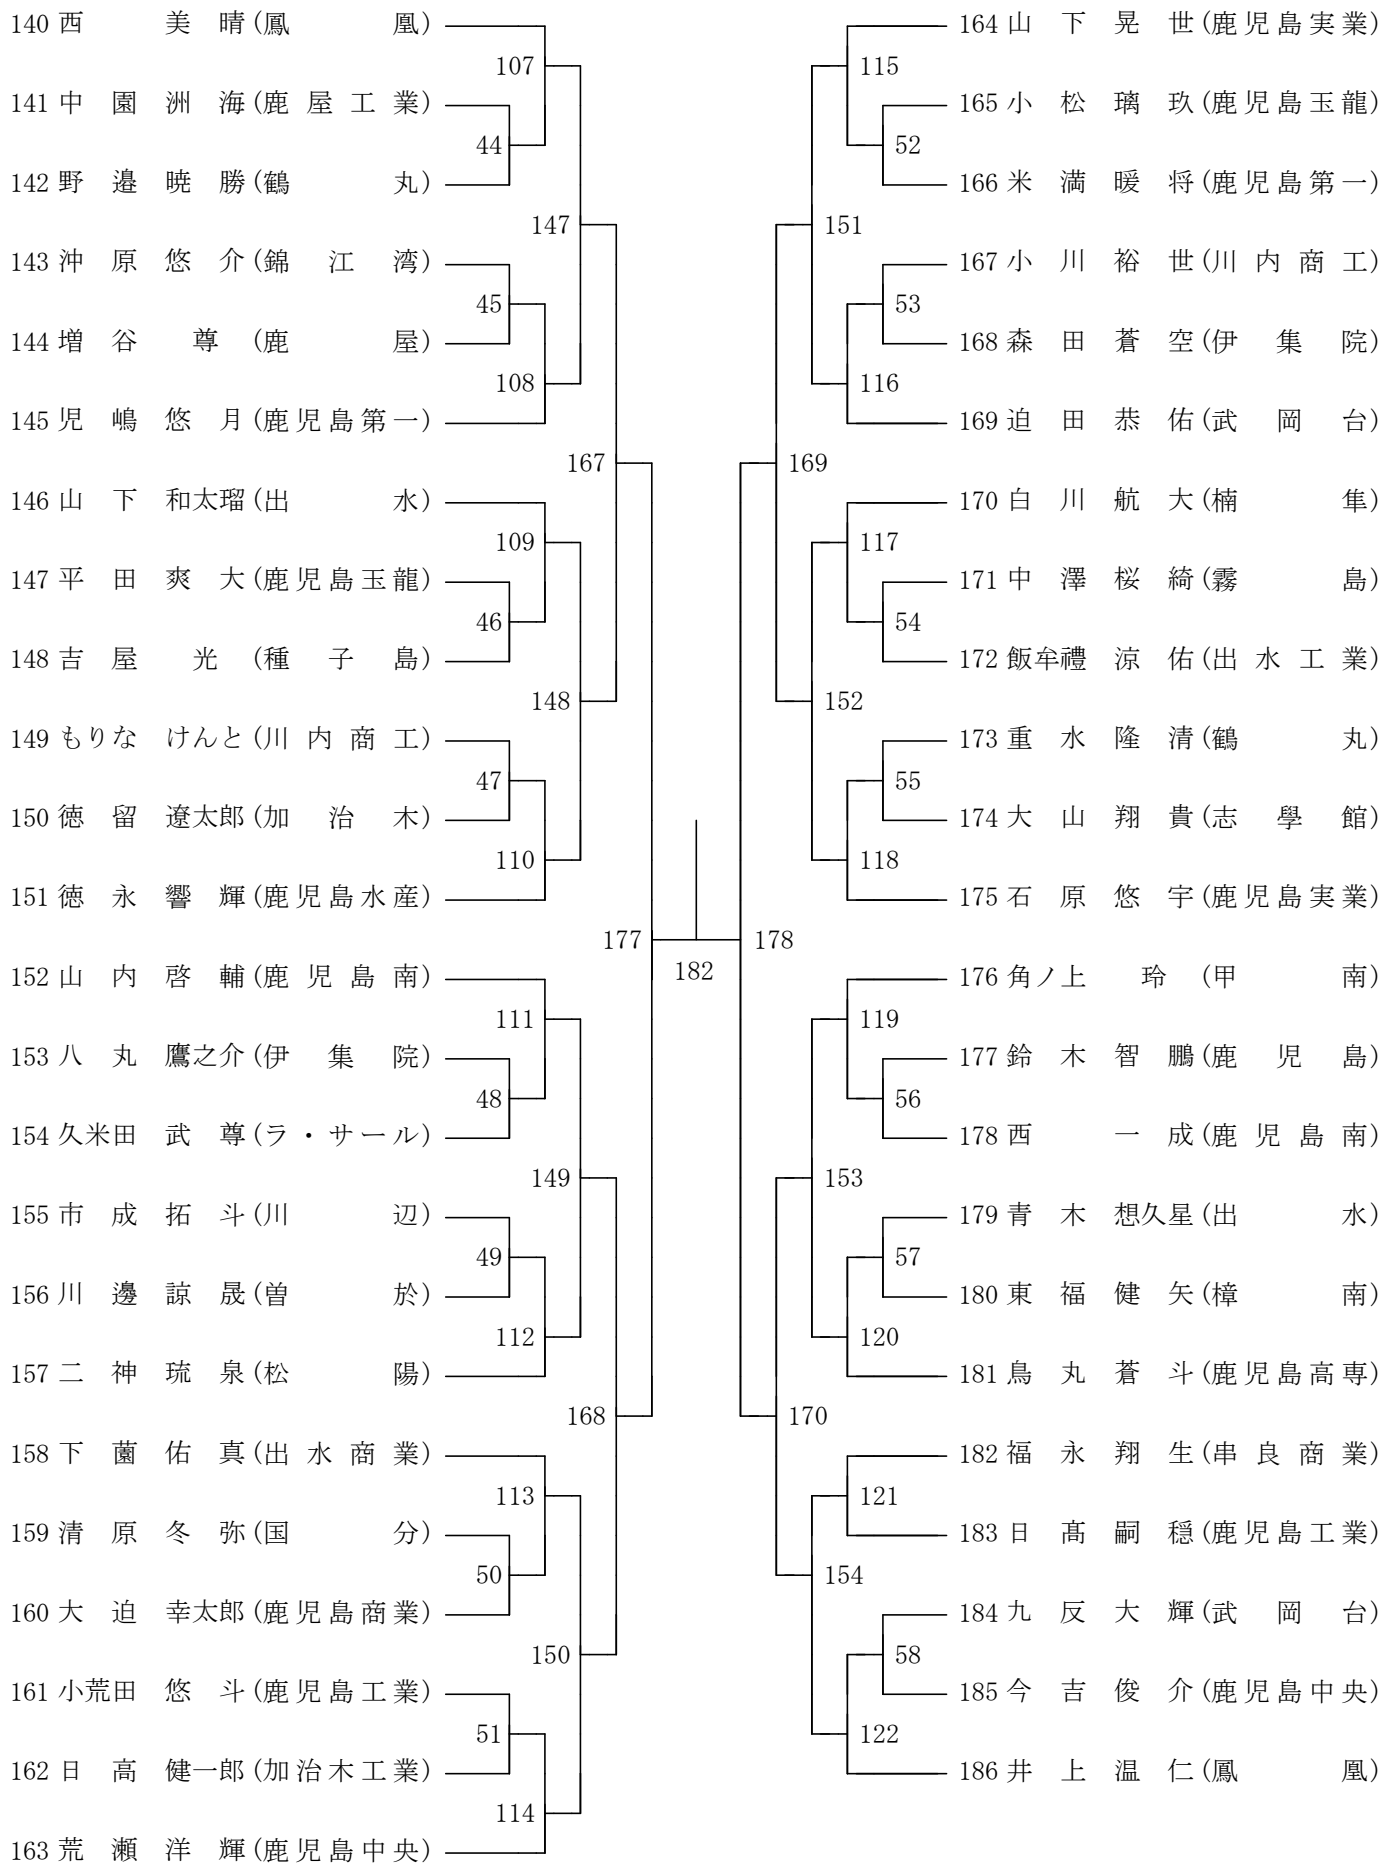 140 西 美 晴 (鳳 凰)
107
141 中 園 洲 海 (鹿 屋 工 業)
44
142 野 邉 暁 勝 (鶴 丸)
147
143 沖 原 悠 介 (錦 江 湾)
45
144 増 谷 尊 (鹿 屋)
108
145 児 嶋 悠 月 (鹿児島第一)
167
146 山 下 和太瑠 (出 水)
109
147 平 田 爽 大 (鹿児島玉龍)
46
148 吉 屋 光 (種 子 島)
148
149 もりな けんと (川 内 商 工)
47
150 徳 留 遼太郎 (加 治 木)
110
151 徳 永 響 輝 (鹿児島水産)
177
152 山 内 啓 輔 (鹿 児 島 南)
111
153 八 丸 鷹之介 (伊 集 院)
48
154 久米田 武 尊 (ラ・サール)
149
155 市 成 拓 斗 (川 辺)
49
156 川 邊 諒 晟 (曽 於)
112
157 二 神 琉 泉 (松 陽)
168
158 下 薗 佑 真 (出 水 商 業)
113
159 清 原 冬 弥 (国 分)
50
160 大 迫 幸太郎 (鹿児島商業)
150
161 小荒田 悠 斗 (鹿児島工業)
51
162 日 高 健一郎 (加治木工業)
114
163 荒 瀬 洋 輝 (鹿児島中央)
182
164 山 下 晃 世 (鹿児島実業)
115
165 小 松 璃 玖 (鹿児島玉龍)
52
166 米 満 暖 将 (鹿児島第一)
151
167 小 川 裕 世 (川 内 商 工)
53
168 森 田 蒼 空 (伊 集 院)
116
169 迫 田 恭 佑 (武 岡 台)
169
170 白 川 航 大 (楠 隼)
117
171 中 澤 桜 綺 (霧 島)
54
172 飯牟禮 涼 佑 (出 水 工 業)
152
173 重 水 隆 清 (鶴 丸)
55
174 大 山 翔 貴 (志 學 館)
118
175 石 原 悠 宇 (鹿児島実業)
178
176 角ノ上 玲 (甲 南)
119
177 鈴 木 智 鵬 (鹿 児 島)
56
178 西 一 成 (鹿 児 島 南)
153
179 青 木 想久星 (出 水)
57
180 東 福 健 矢 (樟 南)
120
181 鳥 丸 蒼 斗 (鹿児島高専)
170
182 福 永 翔 生 (串 良 商 業)
121
183 日 髙 嗣 穏 (鹿児島工業)
154
184 九 反 大 輝 (武 岡 台)
58
185 今 吉 俊 介 (鹿児島中央)
122
186 井 上 温 仁 (鳳 凰)